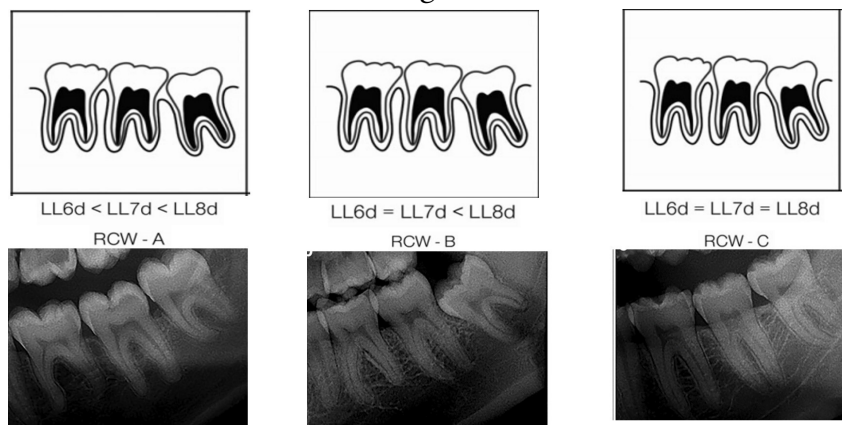 LL6d < LL7d < LL8d
LL6d = LL7d < LL8d
LL6d = LL7d = LL8d
RCW - A
RCW - B
RCW - C